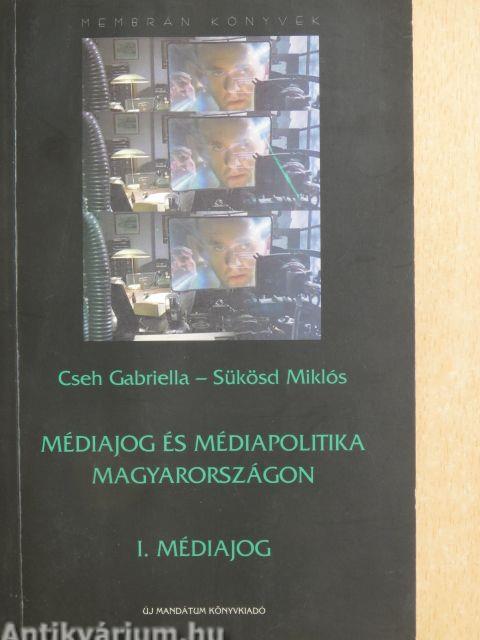 MEMBRÁN KÖNYVEK
Cseh Gabriella – Sükösd Miklós
MÉDIAJOG ÉS MÉDIAPOLITIKA
MAGYARORSZÁGON
I. MÉDIAJOG
ÚJ MANDÁTUM KÖNYVKIADÓ
Antikvárium.hu